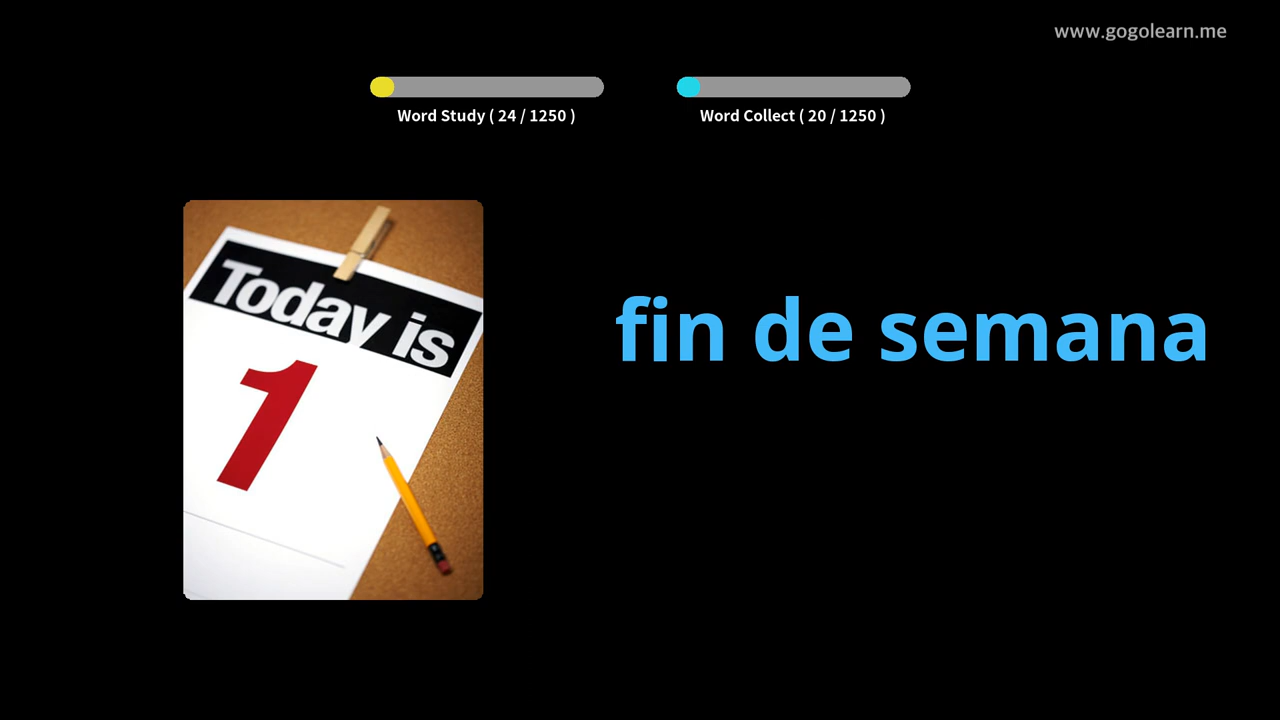 www.gogolearn.me
Word Study ( 24 / 1250 )
Word Collect ( 20 / 1250 )
Today is
1
fin de semana